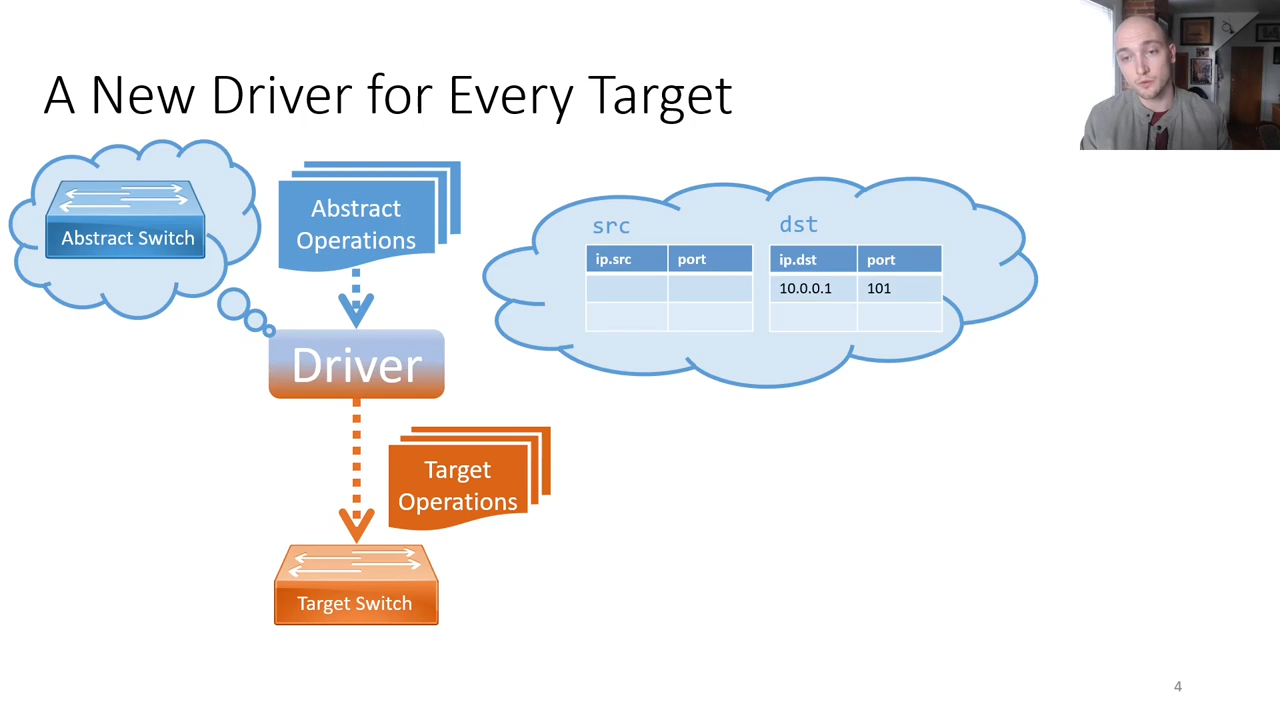 A New Driver for Every Target
Abstract Switch
Abstract
Operations
src
dst
ip.src
port
ip.dst
port
10.0.0.1
101
Driver
Target
Operations
Target Switch
4